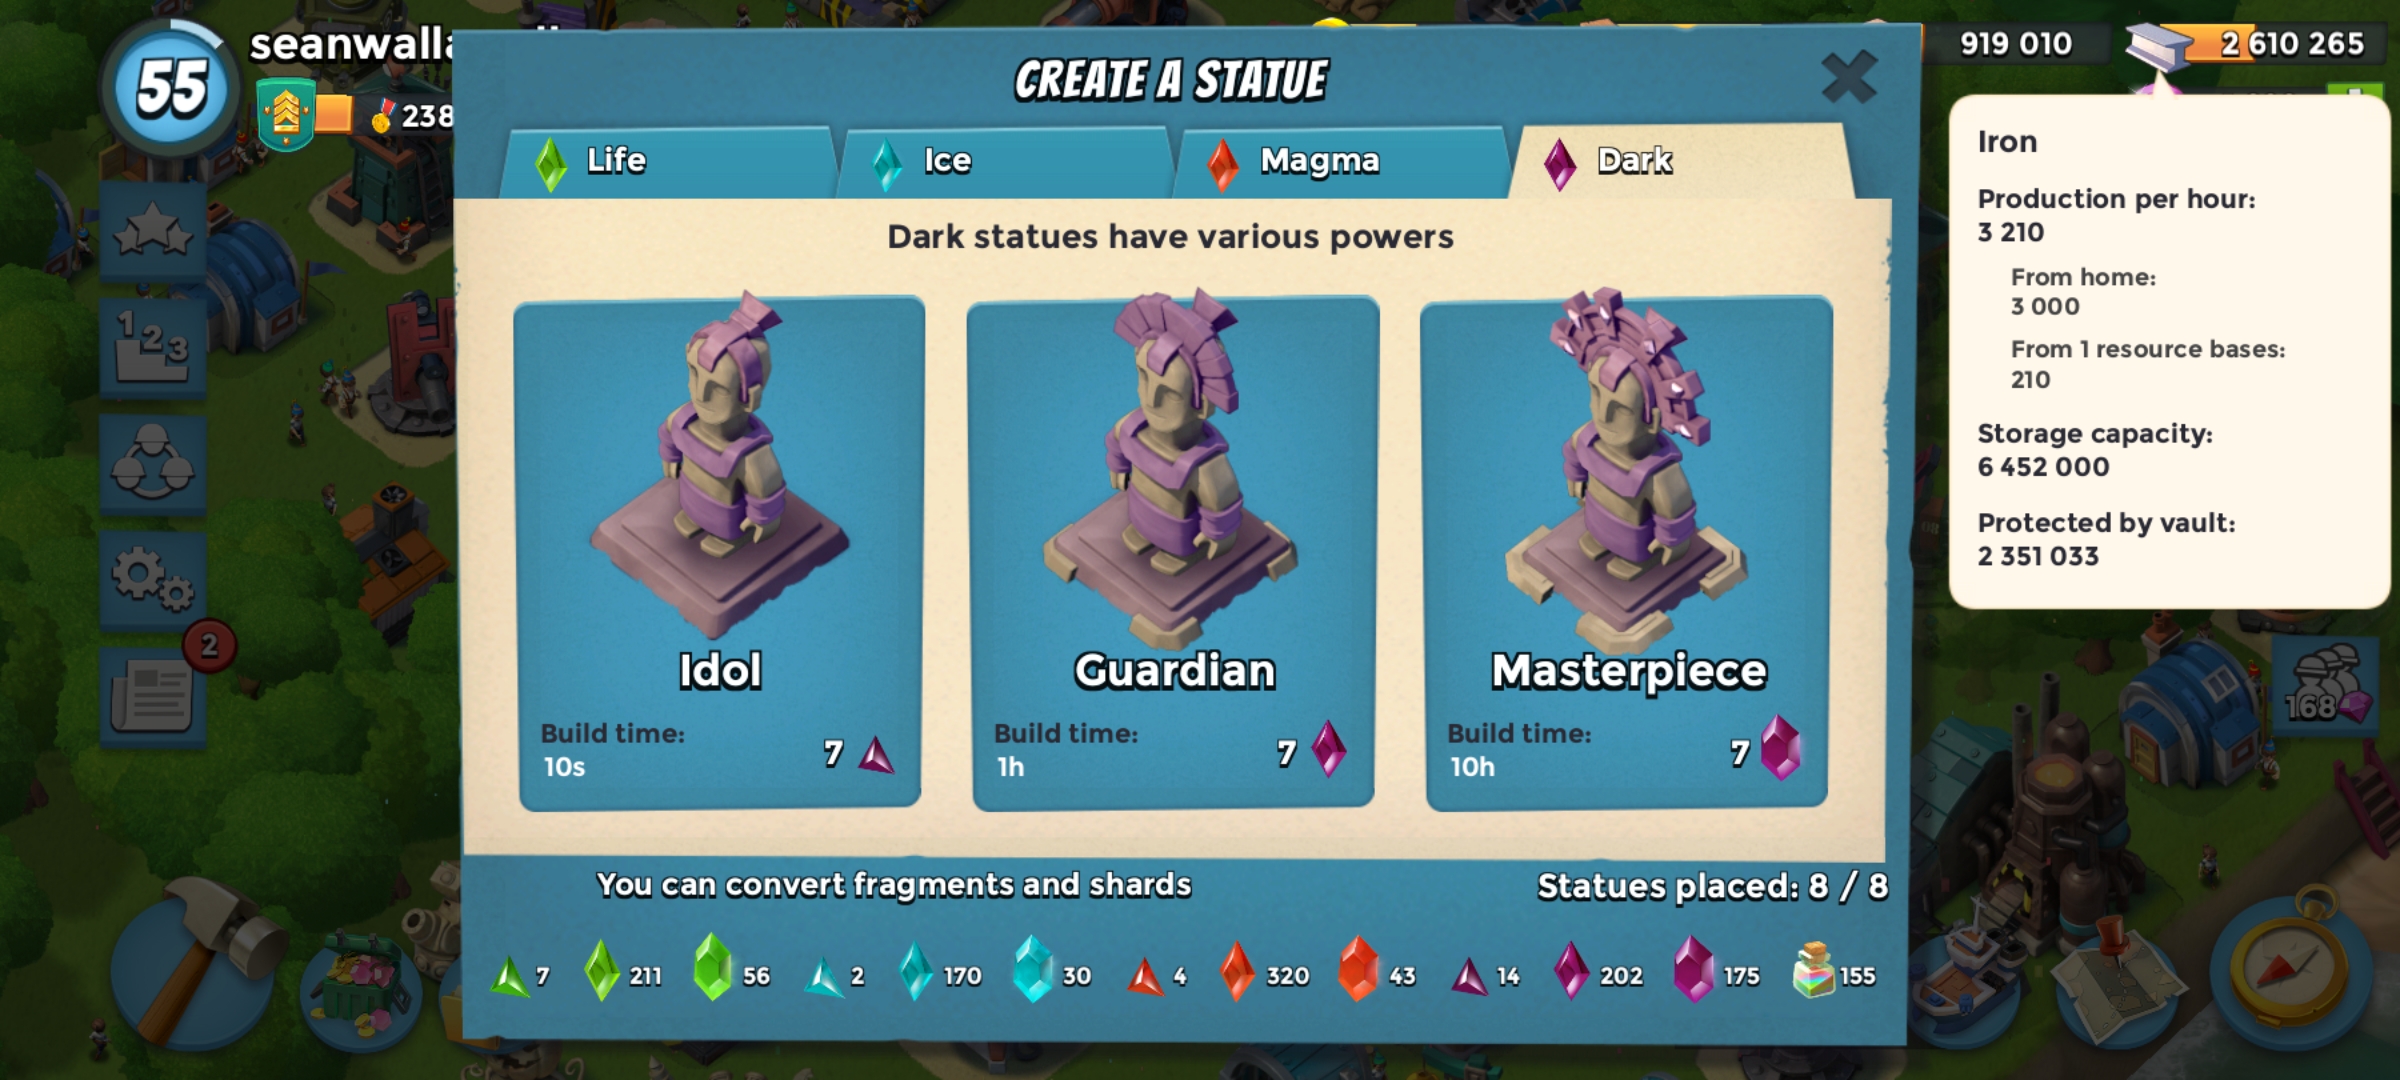 55
238
CREATE A STATUE
919 010
2 610 265
Life
Ice
Magma
Dark
Dark statues have various powers
Idol
Build time:
10s
7
Guardian
Build time:
1h
7
Masterpiece
Build time:
10h
7
You can convert fragments and shards
Statues placed: 8 / 8
7
211
56
2
170
30
4
320
43
14
202
175
155
Iron
Production per hour:
3 210
From home:
3 000
From 1 resource bases:
210
Storage capacity:
6 452 000
Protected by vault:
2 351 033
1 2 3
2
168